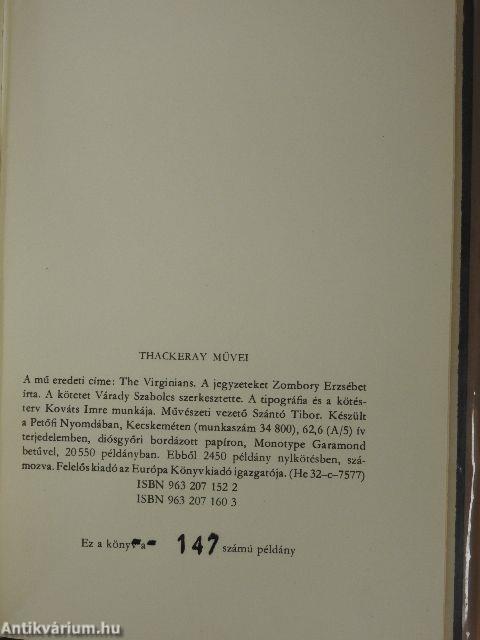 THACKERAY MŰVEI
A mű eredeti címe: The Virginians. A jegyzeteket Zombory Erzsébet
írta. A kötetet Várady Szabolcs szerkesztette. A tipográfia és a kötés-
terv Kováts Imre munkája. Művészeti vezető Szántó Tibor. Készült
a Petőfi Nyomdában, Kecskeméten (munkaszám 34 800), 62,6 (A/5) ív
terjedelemben, diósgyőri bordázott papíron, Monotype Garamond
betűvel, 20 550 példányban. Ebből 2450 példány nylkötésben, szá-
mozva. Felelős kiadó az Európa Könyvkiadó igazgatója. (He 32-c-7577)
ISBN 963 207 152 2
ISBN 963 207 160 3
Ez a könyv a -- 147 számú példány
Antikvárium.hu